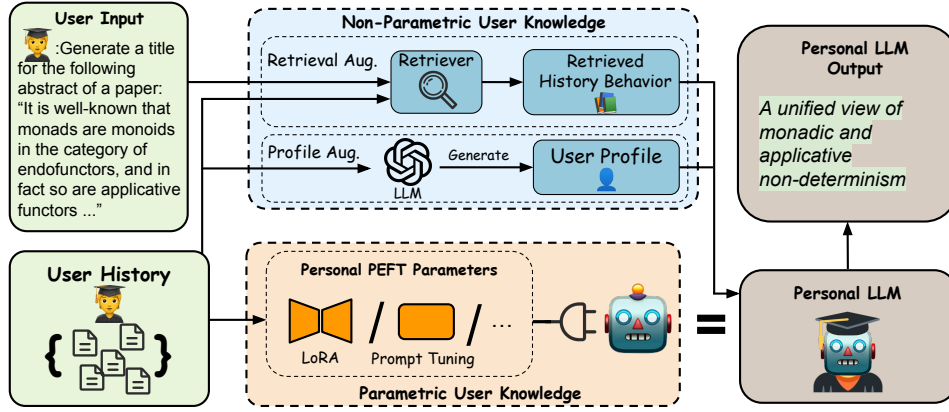 User Input
:Generate a title
for the following
abstract of a paper:
“It is well-known that
monads are monoids
in the category of
endofunctors, and in
fact so are applicative
functors ...”
User History
{ }
Non-Parametric User Knowledge
Retrieval Aug.
Retriever
Retrieved
History Behavior
Profile Aug.
LLM
Generate
User Profile
Personal PEFT Parameters
LoRA
/
Prompt Tuning
/ ...
Parametric User Knowledge
=
Personal LLM
Output
A unified view of
monadic and
applicative
non-determinism
Personal LLM